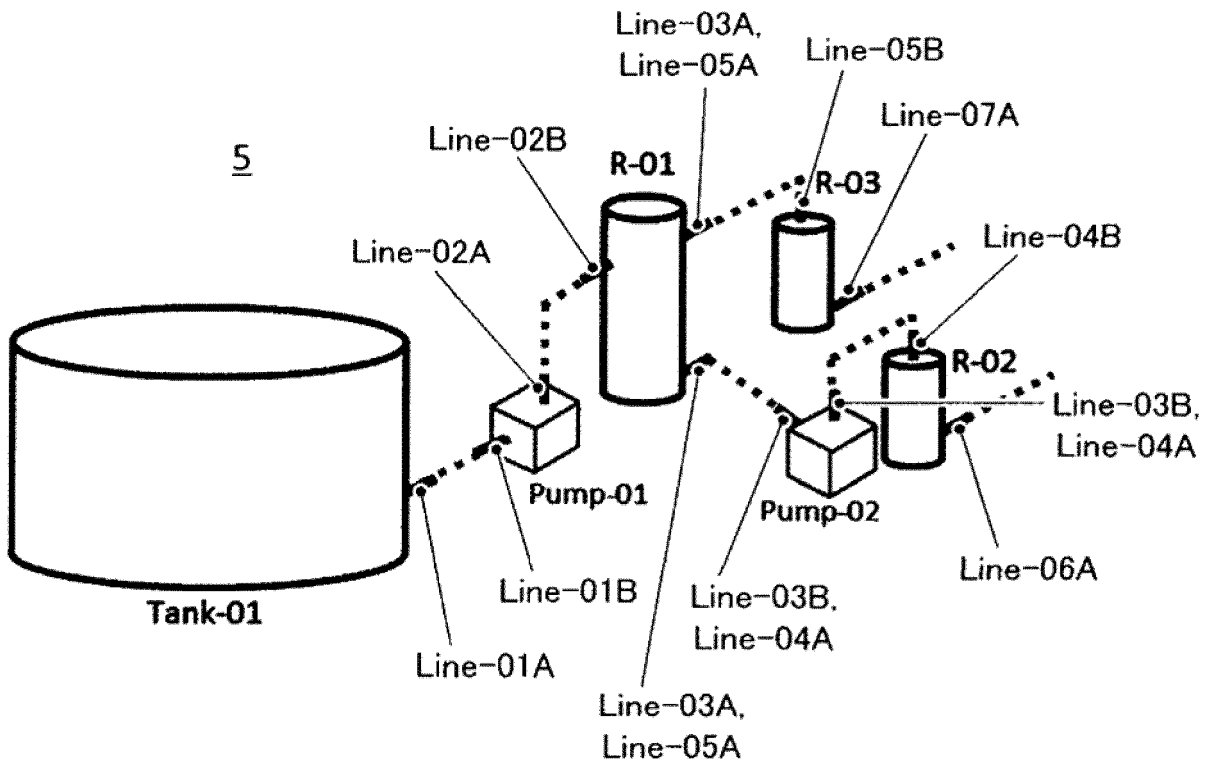 Line-03A,
Line-05A
Line-05B
Line-07A
Line-02B
5
R-01
R-03
Line-02A
Line-04B
R-02
Line-03B,
Line-04A
Pump-01
Pump-02
Line-06A
Line-01B
Line-03B,
Line-04A
Tank-01
Line-01A
Line-03A,
Line-05A